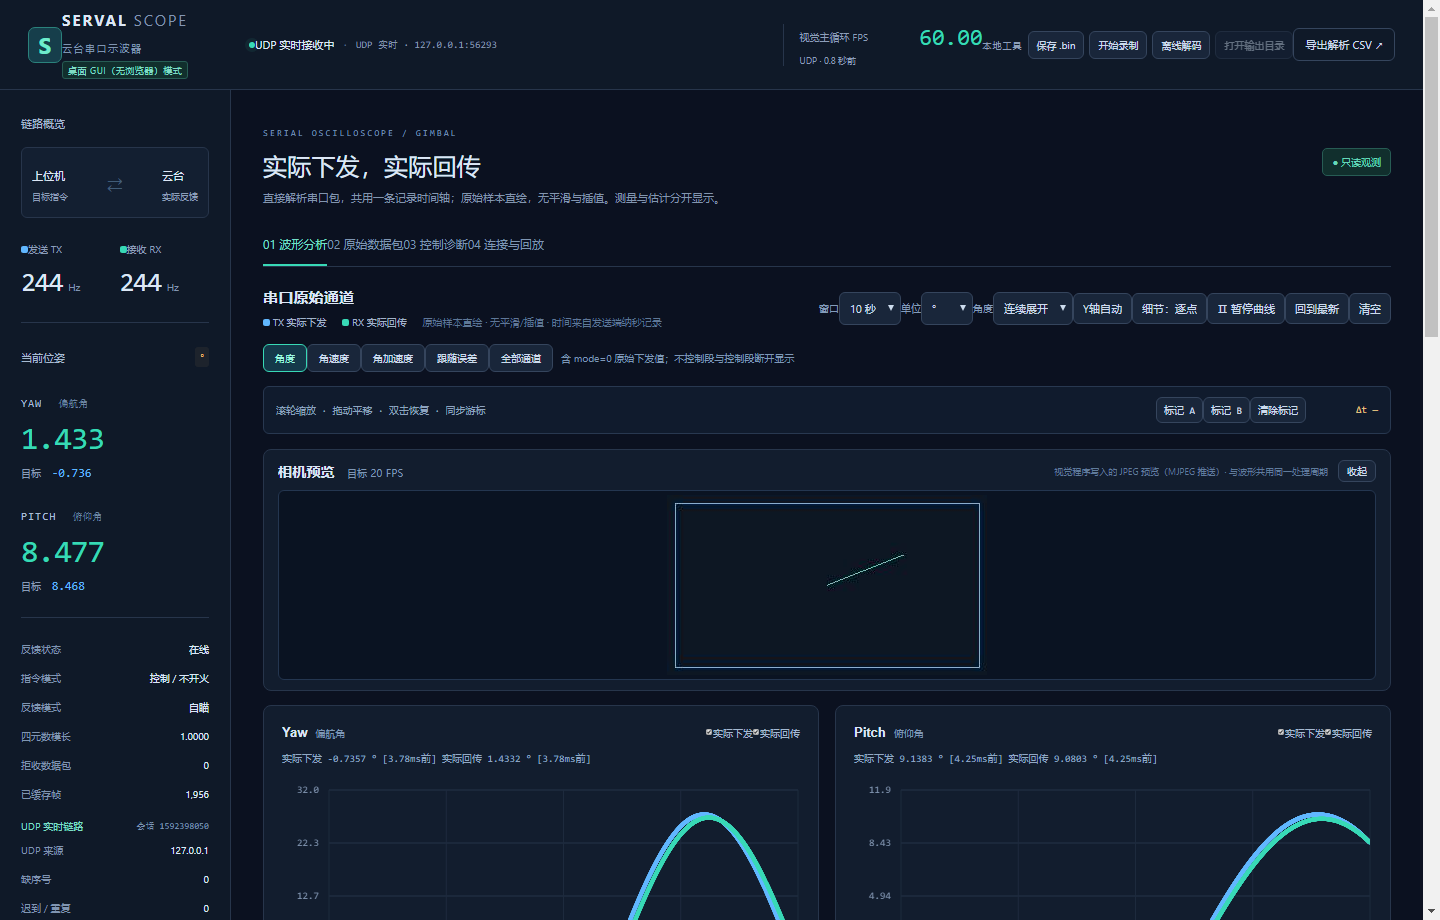 S
SERVAL SCOPE
云台串口示波器
桌面 GUI（无浏览器）模式
UDP 实时接收中 · UDP 实时 · 127.0.0.1:56293
视觉主循环 FPS
60.00
UDP · 0.8 秒前
本地工具
保存 .bin
开始录制
离线解码
打开输出目录
导出解析 CSV ↗
链路概览
上位机
目标指令
⇄
云台
实际反馈
发送 TX
接收 RX
244 Hz
244 Hz
当前位姿
°
YAW 偏航角
1.433
目标 -0.736
PITCH 俯仰角
8.477
目标 8.468
反馈状态 在线
指令模式 控制 / 不开火
反馈模式 自瞄
四元数模长 1.0000
拒收数据包 0
已缓存帧 1,956
UDP 实时链路 会话 1592398050
UDP 来源 127.0.0.1
缺序号 0
迟到 / 重复 0
SERIAL OSCILLOSCOPE / GIMBAL
实际下发，实际回传
直接解析串口包，共用一条记录时间轴；原始样本直绘，无平滑与插值。测量与估计分开显示。
只读观测
01 波形分析02 原始数据包03 控制诊断04 连接与回放
串口原始通道
TX 实际下发 RX 实际回传 原始样本直绘 · 无平滑/插值 · 时间来自发送端纳秒记录
窗口 10 秒 单位 ° 角度 连续展开 Y轴自动 细节：逐点 II 暂停曲线 回到最新 清空
角度 角速度 角加速度 跟随误差 全部通道 含 mode=0 原始下发值；不控制段与控制段断开显示
滚轮缩放 · 拖动平移 · 双击恢复 · 同步游标
标记 A 标记 B 清除标记 Δt —
相机预览 目标 20 FPS
视觉程序写入的 JPEG 预览（MJPEG 推送）· 与波形共用同一处理周期 收起
Yaw 偏航角
实际下发 实际回传
实际下发 -0.7357 ° [3.78ms前] 实际回传 1.4332 ° [3.78ms前]
32.0
22.3
12.7
Pitch 俯仰角
实际下发 实际回传
实际下发 9.1383 ° [4.25ms前] 实际回传 9.0803 ° [4.25ms前]
11.9
8.43
4.94